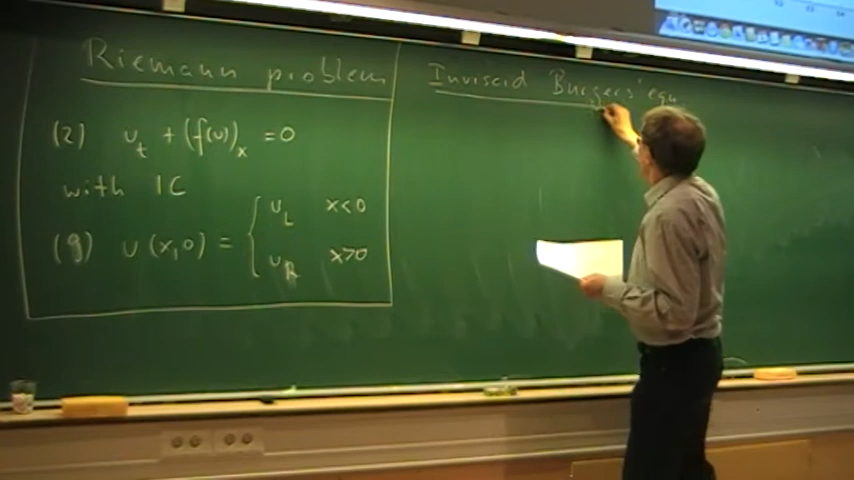 Riemann problem
(2) u_t + (f(u))_x = 0
with IC
(9) u(x,0) = { u_L x<0
u_R x>0
Inviscid Burgers' equ